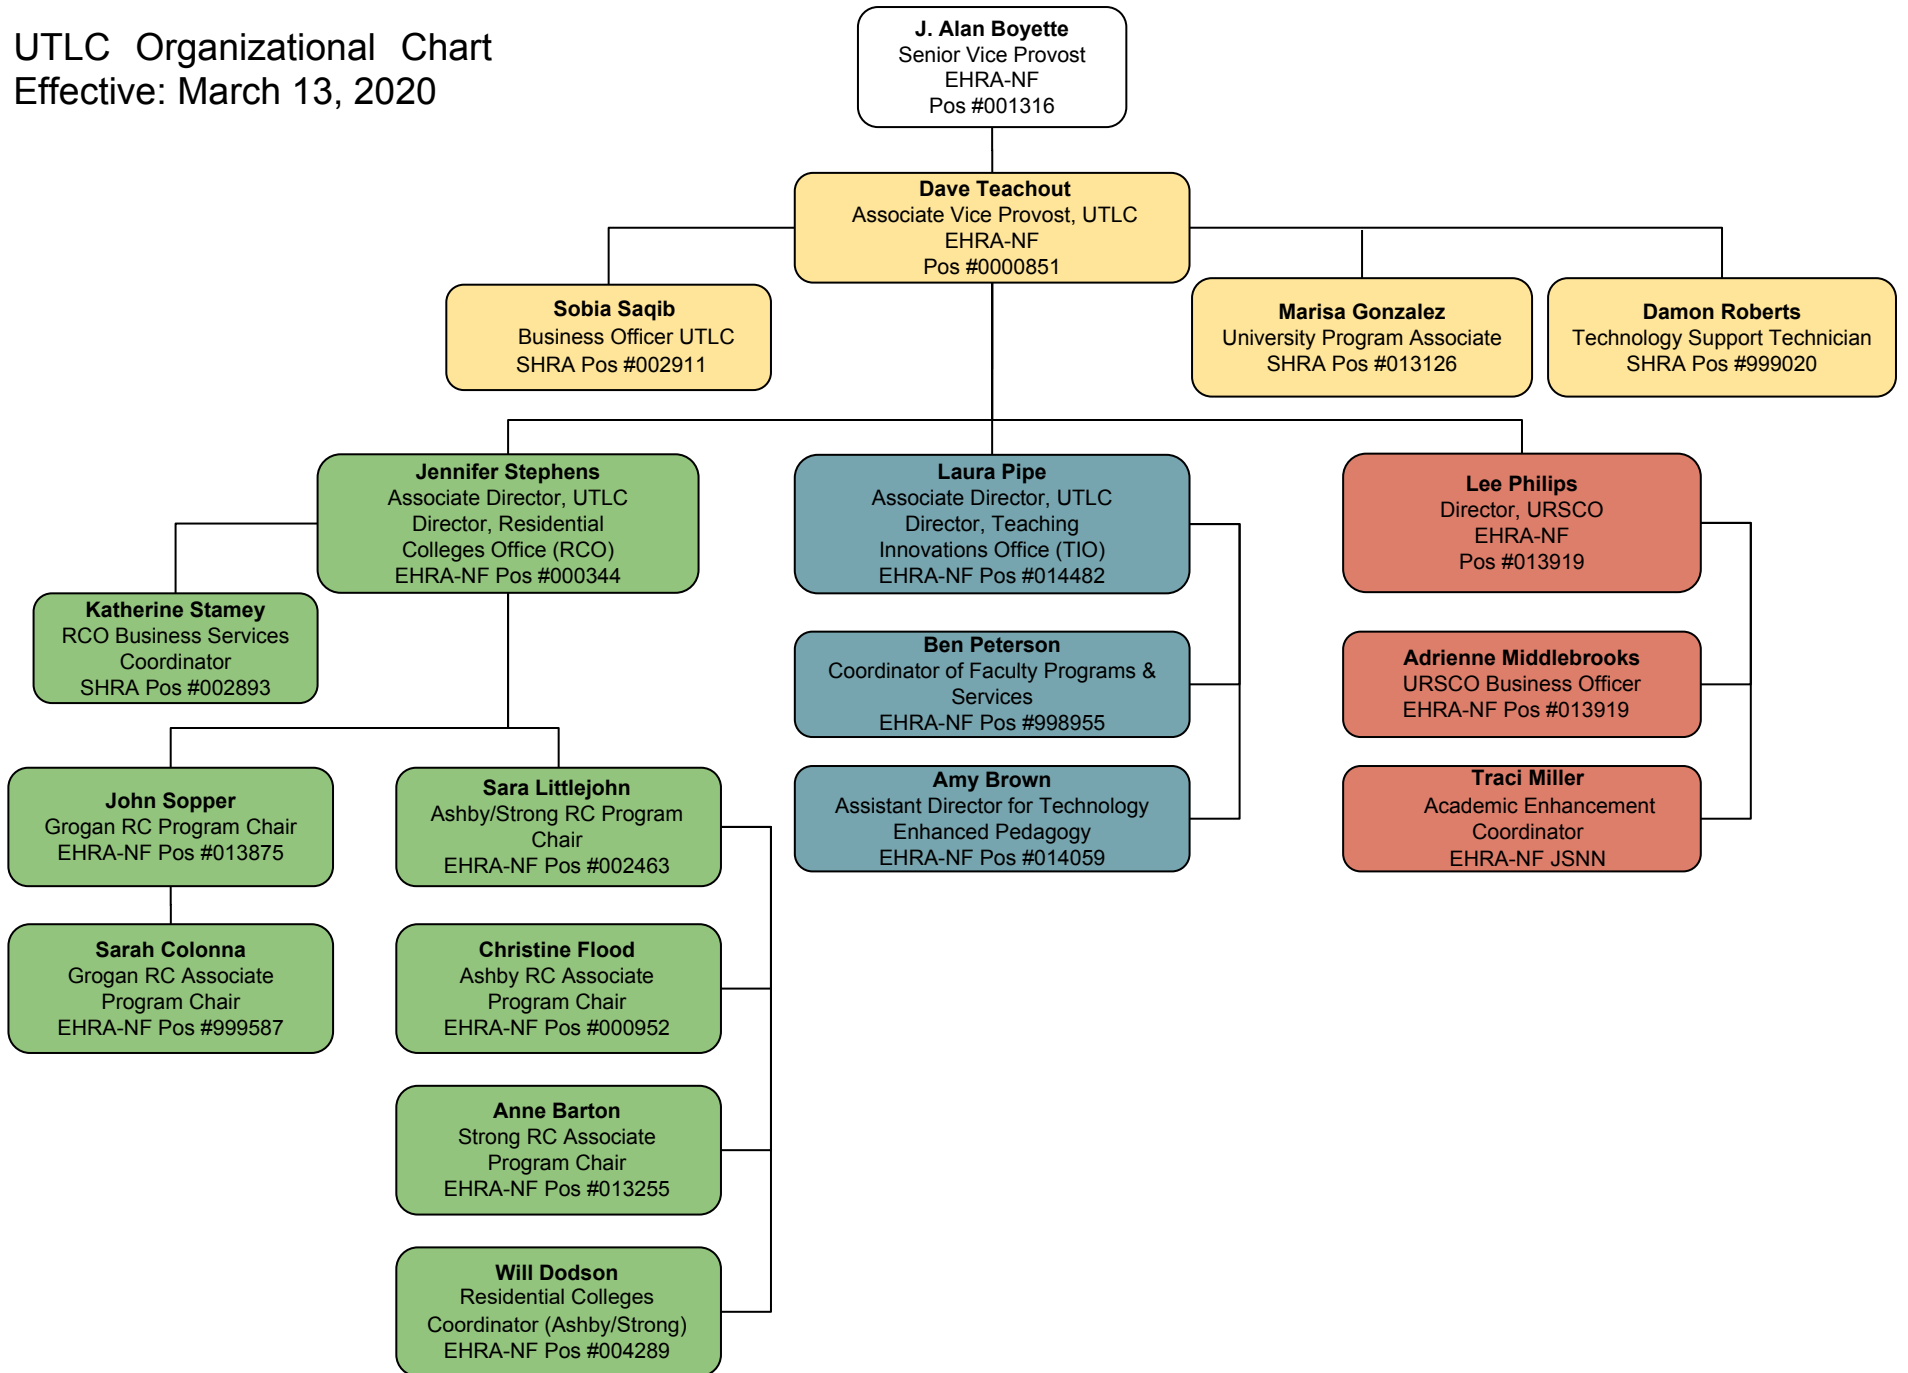 UTLC Organizational Chart
Effective: March 13, 2020
J. Alan Boyette
Senior Vice Provost
EHRA-NF
Pos #001316
Dave Teachout
Associate Vice Provost, UTLC
EHRA-NF
Pos #0000851
Sobia Saqib
Business Officer UTLC
SHRA Pos #002911
Marisa Gonzalez
University Program Associate
SHRA Pos #013126
Damon Roberts
Technology Support Technician
SHRA Pos #999020
Jennifer Stephens
Associate Director, UTLC
Director, Residential
Colleges Office (RCO)
EHRA-NF Pos #000344
Laura Pipe
Associate Director, UTLC
Director, Teaching
Innovations Office (TIO)
EHRA-NF Pos #014482
Lee Philips
Director, URSCO
EHRA-NF
Pos #013919
Katherine Stamey
RCO Business Services
Coordinator
SHRA Pos #002893
Ben Peterson
Coordinator of Faculty Programs &
Services
EHRA-NF Pos #998955
Adrienne Middlebrooks
URSCO Business Officer
EHRA-NF Pos #013919
John Sopper
Grogan RC Program Chair
EHRA-NF Pos #013875
Sara Littlejohn
Ashby/Strong RC Program
Chair
EHRA-NF Pos #002463
Amy Brown
Assistant Director for Technology
Enhanced Pedagogy
EHRA-NF Pos #014059
Traci Miller
Academic Enhancement
Coordinator
EHRA-NF JSNN
Sarah Colonna
Grogan RC Associate
Program Chair
EHRA-NF Pos #999587
Christine Flood
Ashby RC Associate
Program Chair
EHRA-NF Pos #000952
Anne Barton
Strong RC Associate
Program Chair
EHRA-NF Pos #013255
Will Dodson
Residential Colleges
Coordinator (Ashby/Strong)
EHRA-NF Pos #004289